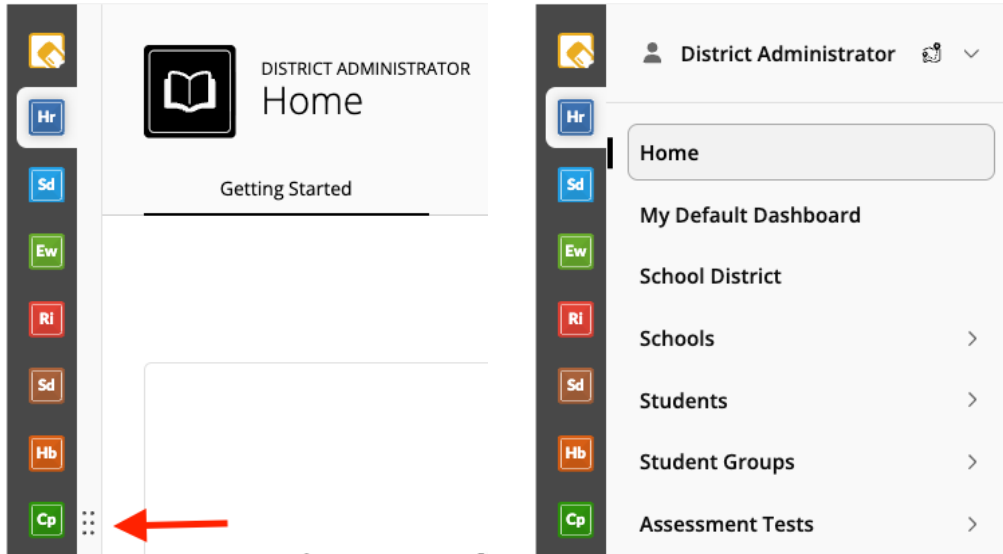 DISTRICT ADMINISTRATOR
Home
Hr
Getting Started
Sd
Ew
Ri
Sd
Hb
Cp
District Administrator
Hr
Home
Sd
My Default Dashboard
Ew
School District
Ri
Schools
Sd
Students
Hb
Student Groups
Cp
Assessment Tests